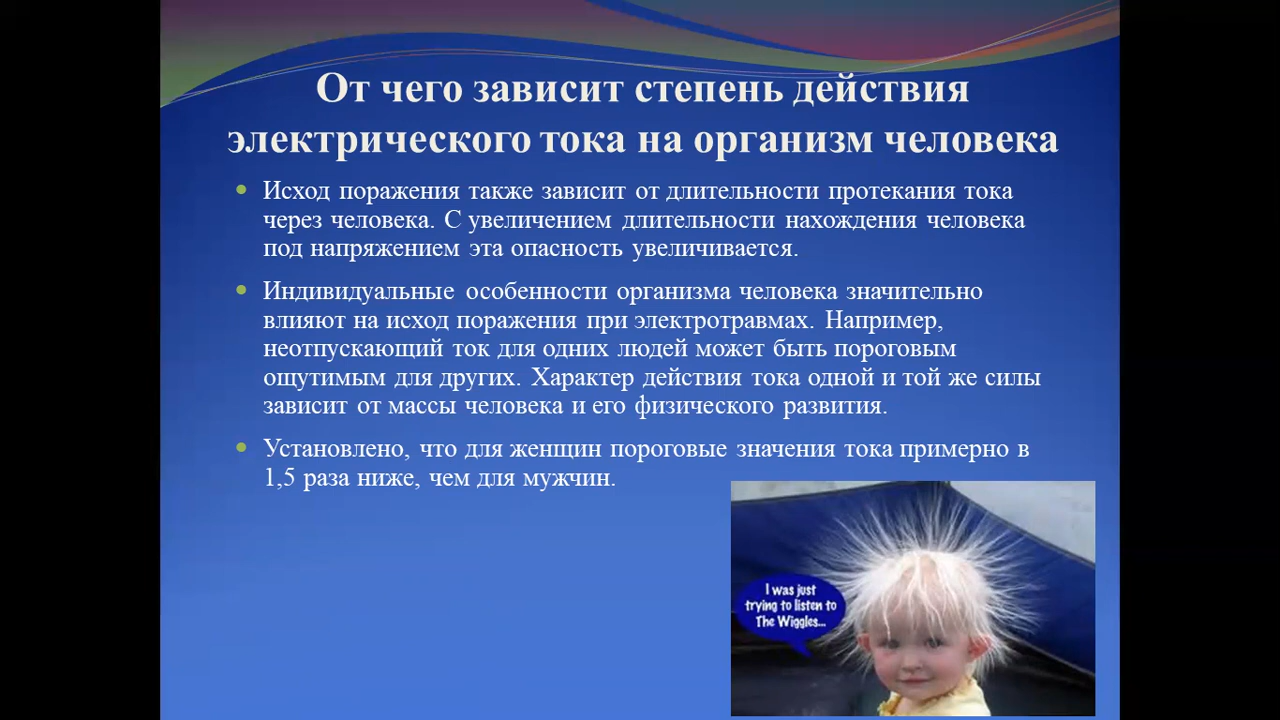 От чего зависит степень действия
электрического тока на организм человека
Исход поражения также зависит от длительности протекания тока
через человека. С увеличением длительности нахождения человека
под напряжением эта опасность увеличивается.
Индивидуальные особенности организма человека значительно
влияют на исход поражения при электротравмах. Например,
неотпускающий ток для одних людей может быть пороговым
ощутимым для других. Характер действия тока одной и той же силы
зависит от массы человека и его физического развития.
Установлено, что для женщин пороговые значения тока примерно в
1,5 раза ниже, чем для мужчин.
I was just
trying to listen to
The Wiggles...